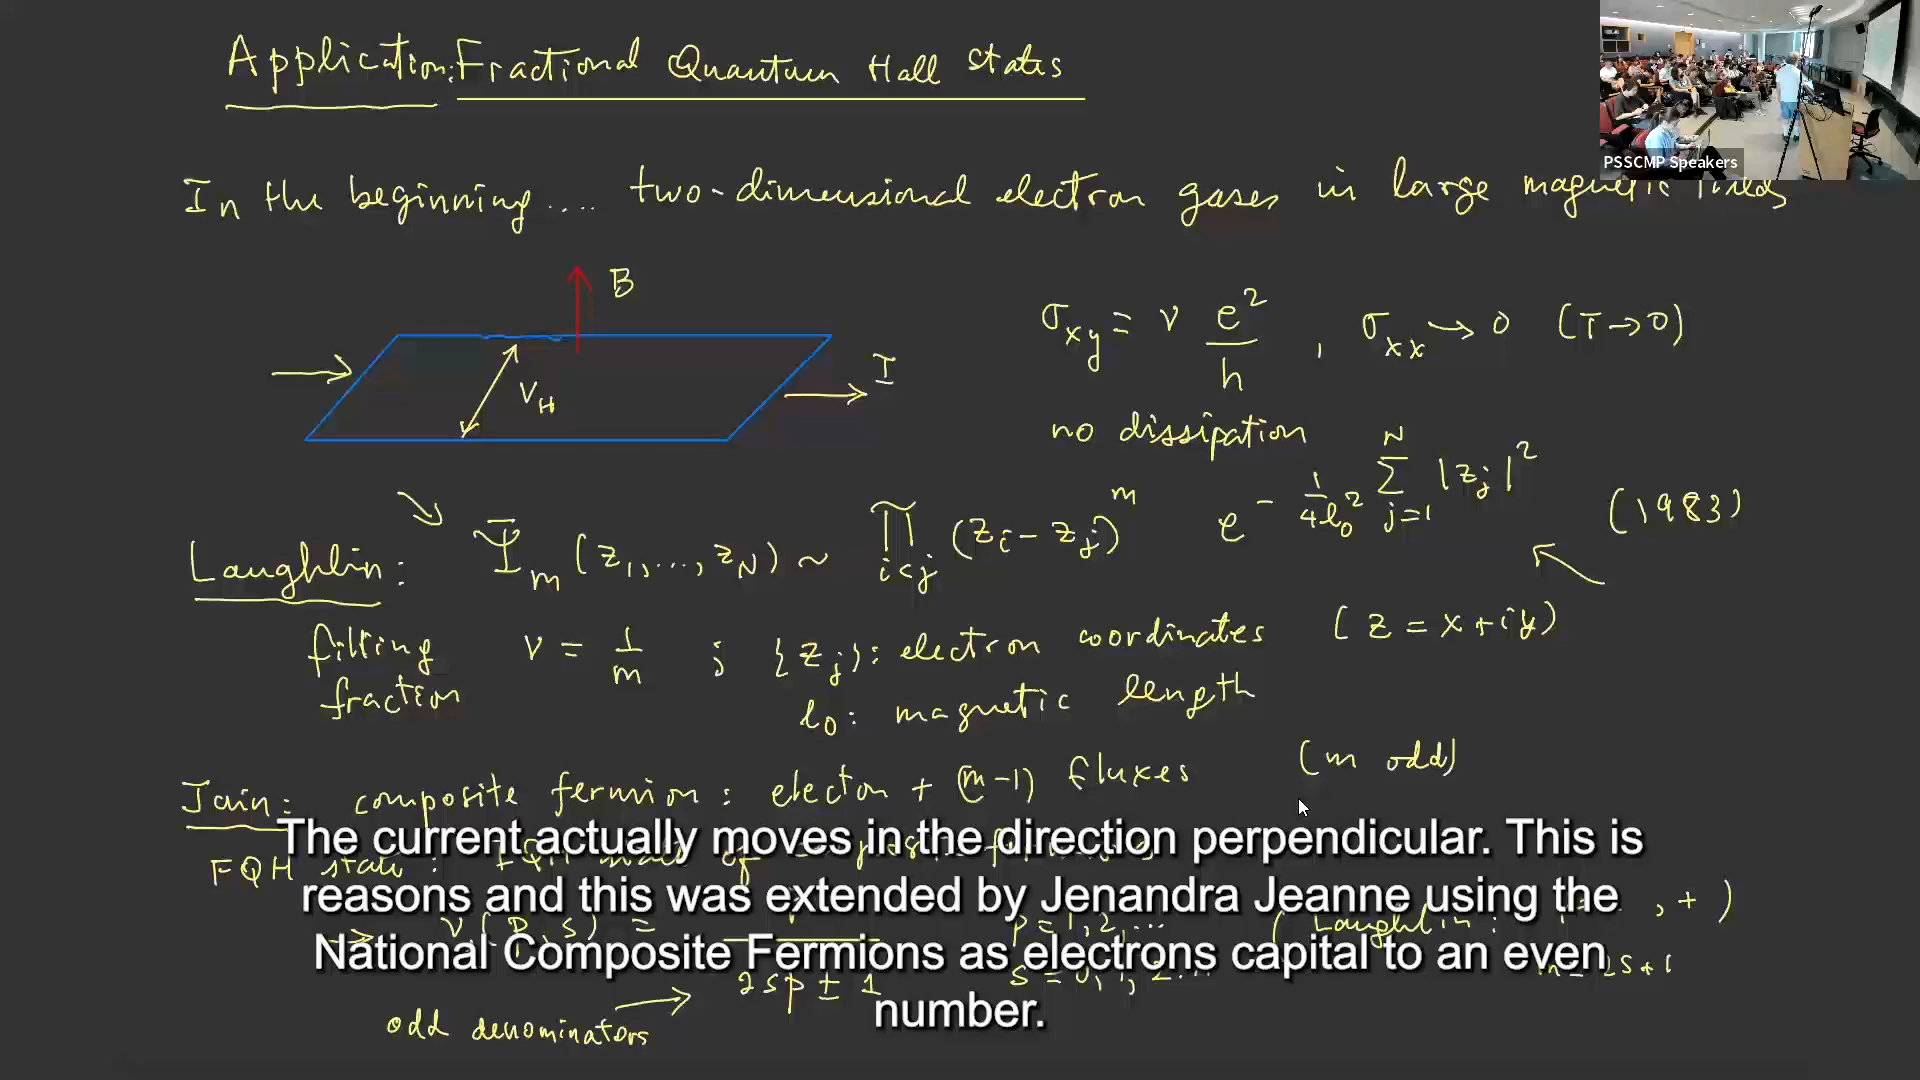 Application: Fractional Quantum Hall States
PSSCMP Speakers
In the beginning .... two-dimensional electron gases in large magnetic fields
B
I
V_H
σ_xy = ν e²/h , σ_xx → 0 (T→0)
no dissipation
Laughlin: Ψ_m (z_1,...,z_N) ~ ∏_{i<j} (z_i - z_j)^m e^{- 1/(4l_0²) Σ_{j=1}^N |z_j|²} (1983)
filling fraction ν = 1/m ; {z_j}: electron coordinates (z = x+iy)
l_0: magnetic length
Jain: composite fermion: electon + (m-1) fluxes (m odd)
FQH state:
2sp ± 1
odd denominators
The current actually moves in the direction perpendicular. This is
reasons and this was extended by Jenandra Jeanne using the
National Composite Fermions as electrons capital to an even
number.